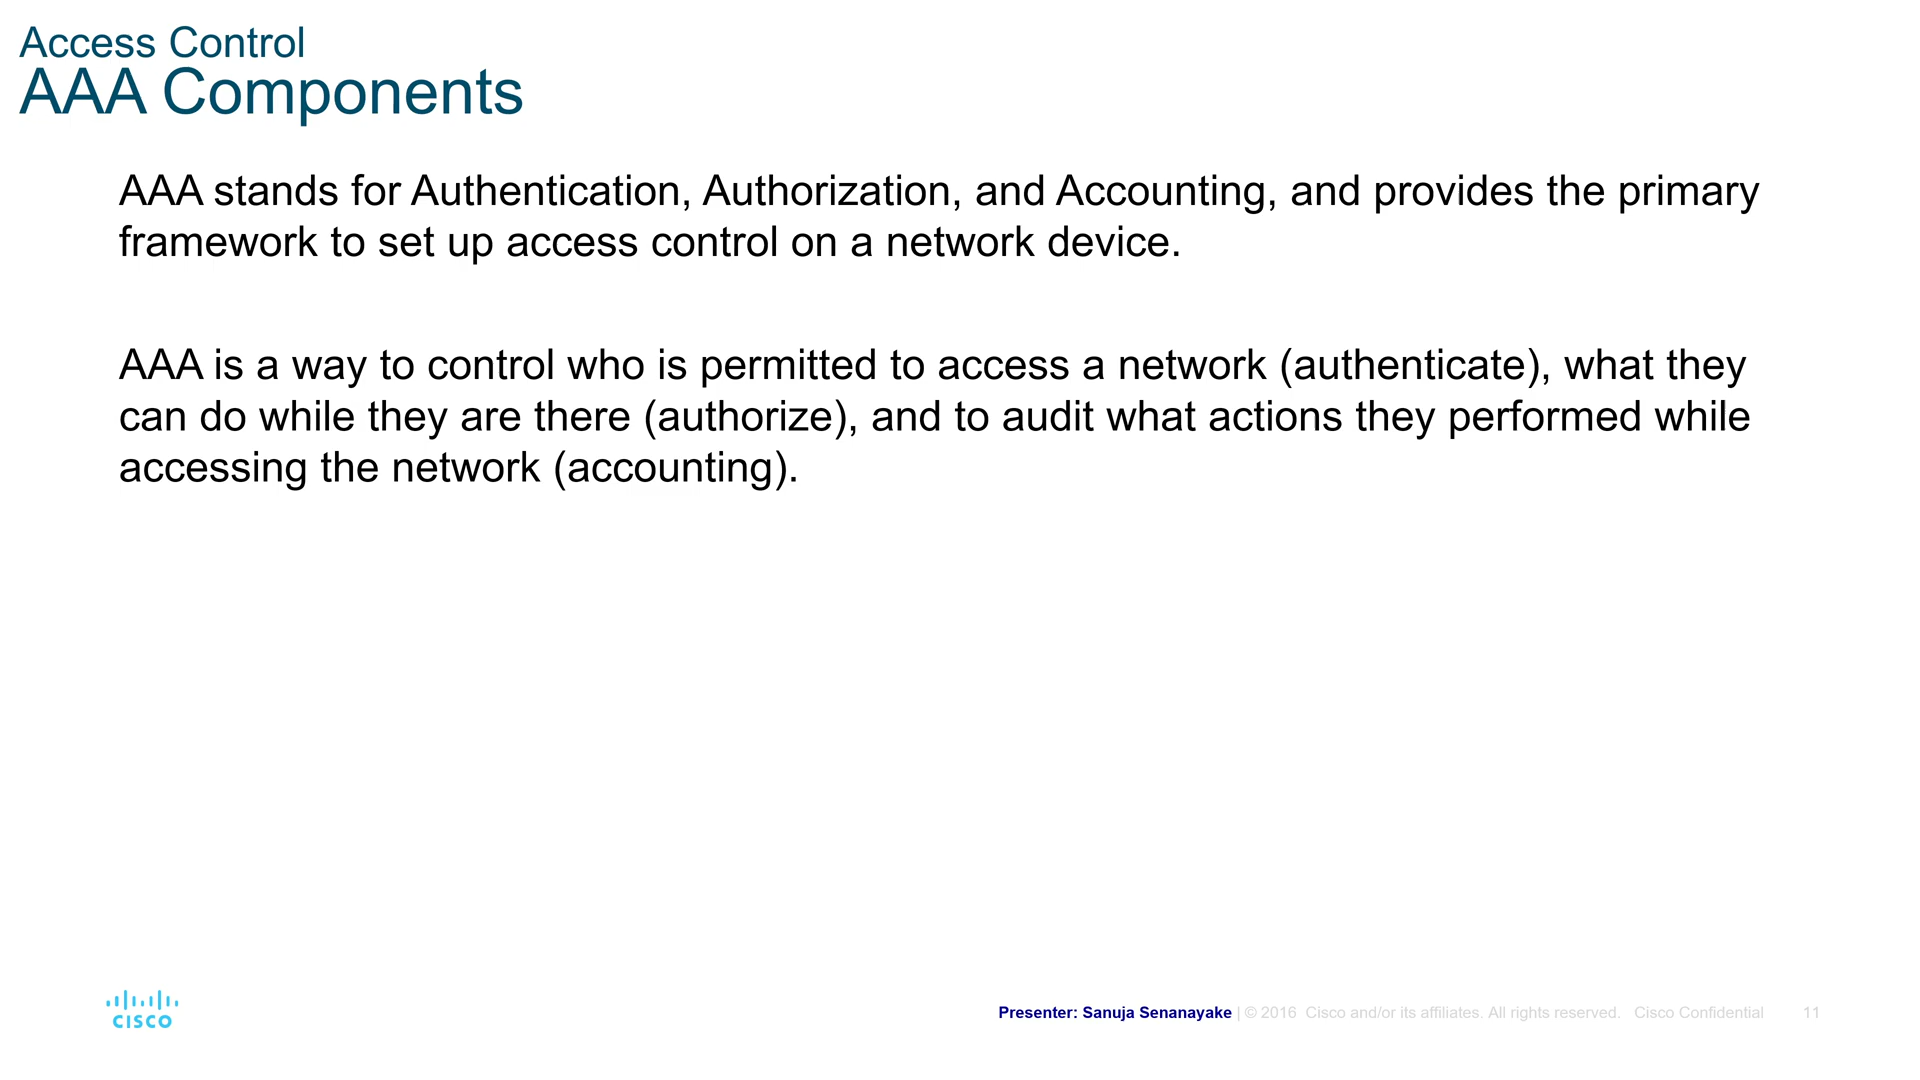 Access Control
AAA Components
AAA stands for Authentication, Authorization, and Accounting, and provides the primary
framework to set up access control on a network device.
AAA is a way to control who is permitted to access a network (authenticate), what they
can do while they are there (authorize), and to audit what actions they performed while
accessing the network (accounting).
CISCO
Presenter: Sanuja Senanayake | © 2016 Cisco and/or its affiliates. All rights reserved. Cisco Confidential 11